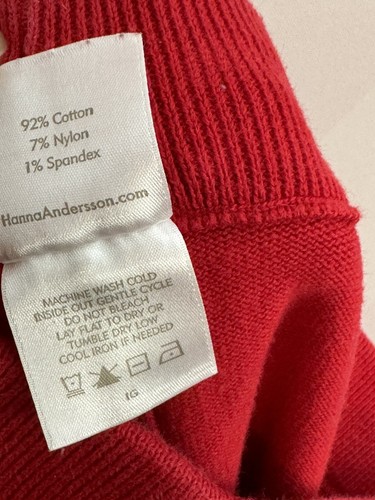 92% Cotton
7% Nylon
1% Spandex
HannaAndersson.com
MACHINE WASH COLD
INSIDE OUT GENTLE CYCLE
DO NOT BLEACH
LAY FLAT TO DRY OR
TUMBLE DRY LOW
COOL IRON IF NEEDED
IG